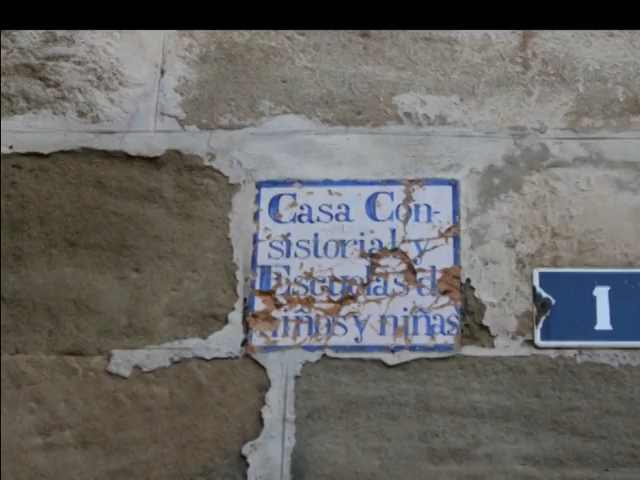 Casa Con-
sistorial y
Escuelas d
niños y niñas
1